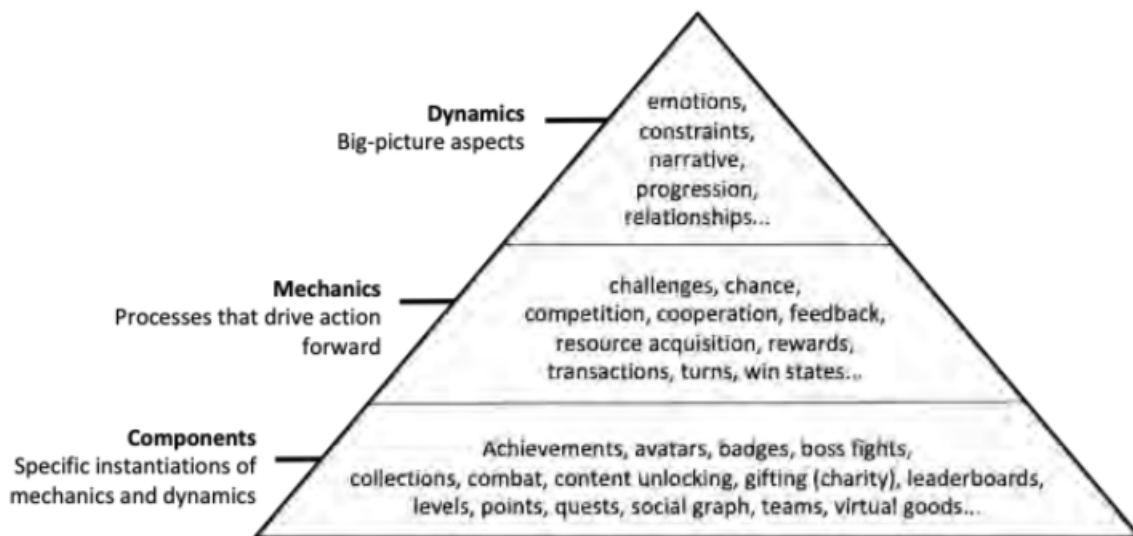 Dynamics
Big-picture aspects
emotions,
constraints,
narrative,
progression,
relationships...
Mechanics
Processes that drive action
forward
challenges, chance,
competition, cooperation, feedback,
resource acquisition, rewards,
transactions, turns, win states...
Components
Specific instantiations of
mechanics and dynamics
Achievements, avatars, badges, boss fights,
collections, combat, content unlocking, gifting (charity), leaderboards,
levels, points, quests, social graph, teams, virtual goods...